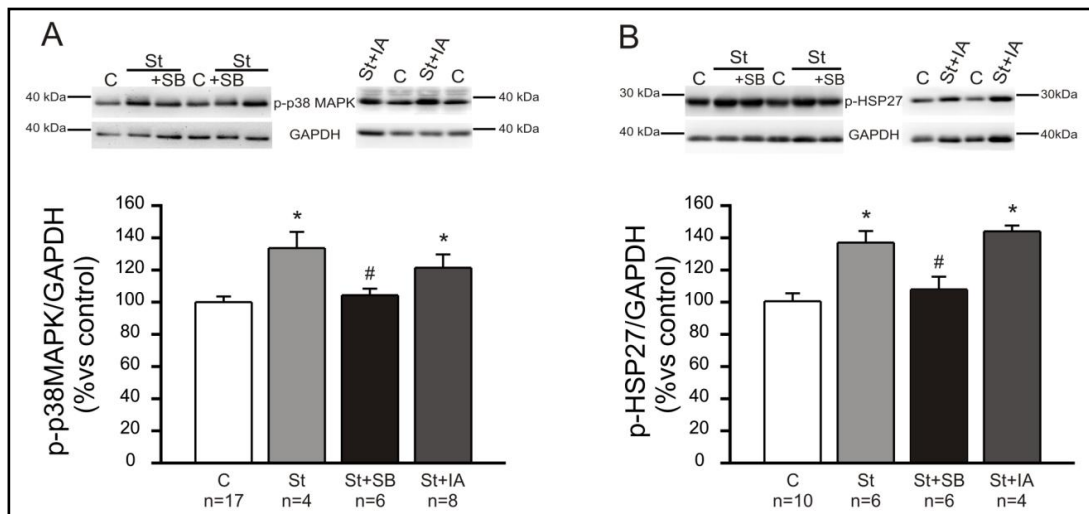 A
St
St
C +SB C +SB
St+IA C St+IA C
40 kDa
p-p38 MAPK
40 kDa
40 kDa
GAPDH
40 kDa
p-p38MAPK/GAPDH
(%vs control)
160
140
120
100
80
60
40
20
0
*
#
*
C St St+SB St+IA
n=17 n=4 n=6 n=8
B
St
St
C +SB C +SB
C St+IA C St+IA
30 kDa
p-HSP27
30kDa
40 kDa
GAPDH
40kDa
p-HSP27/GAPDH
(%vs control)
160
140
120
100
80
60
40
20
0
*
#
*
C St St+SB St+IA
n=10 n=6 n=6 n=4